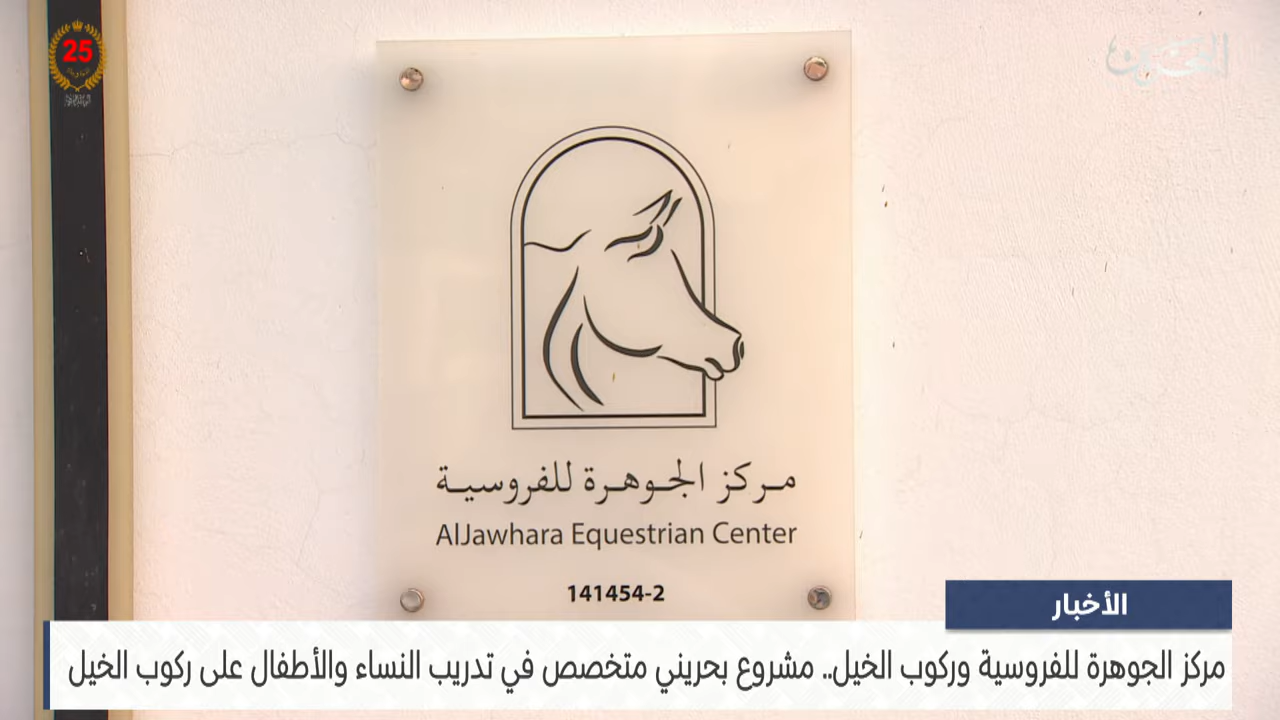 25
البحرين
مركز الجوهرة للفروسية
AlJawhara Equestrian Center
141454-2
الأخبار
مركز الجوهرة للفروسية وركوب الخيل.. مشروع بحريني متخصص في تدريب النساء والأطفال على ركوب الخيل